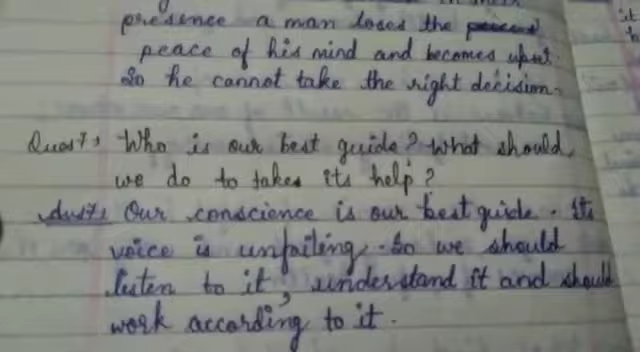 presence a man loses the
peace of his mind and becomes upset.
So he cannot take the right decision.
Ques7, Who is our best guide? What should
we do to takes its help?
Ans7, Our conscience is our best guide. Its
voice is unfailing. So we should
listen to it, understand it and should
work according to it.